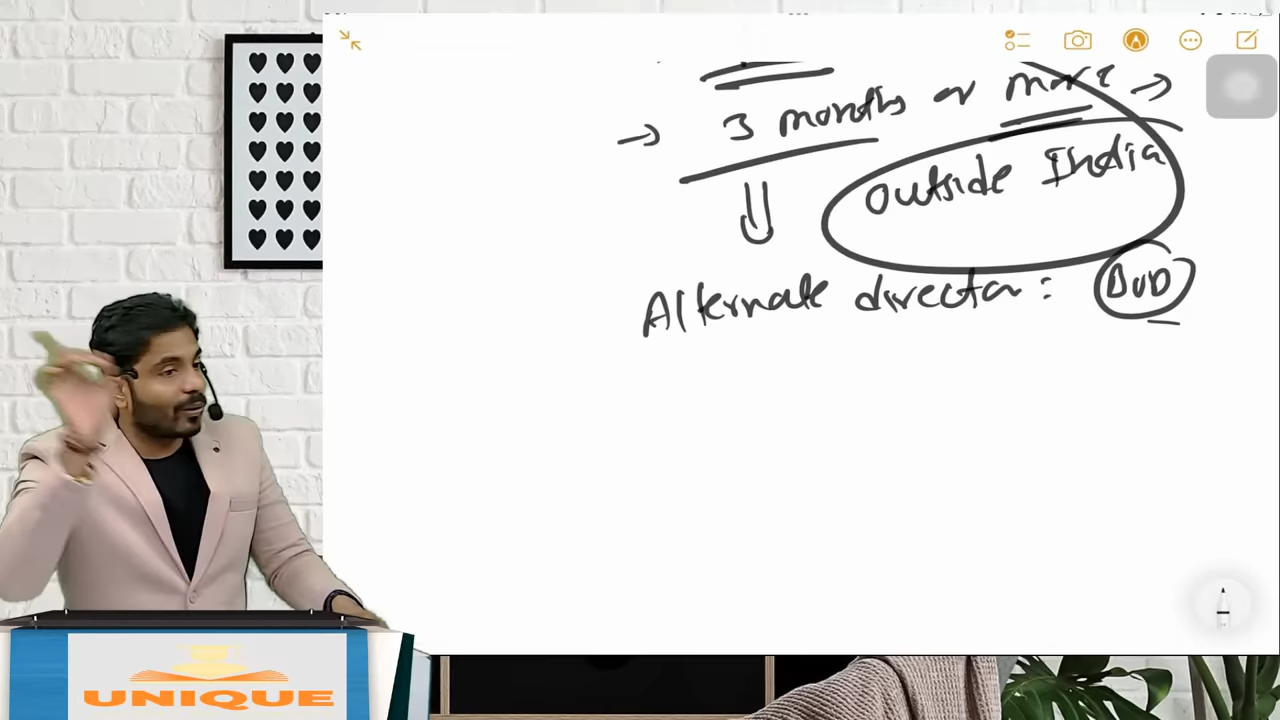 → 3 months or more →
Outside India
Alternate director : BOD
UNIQUE